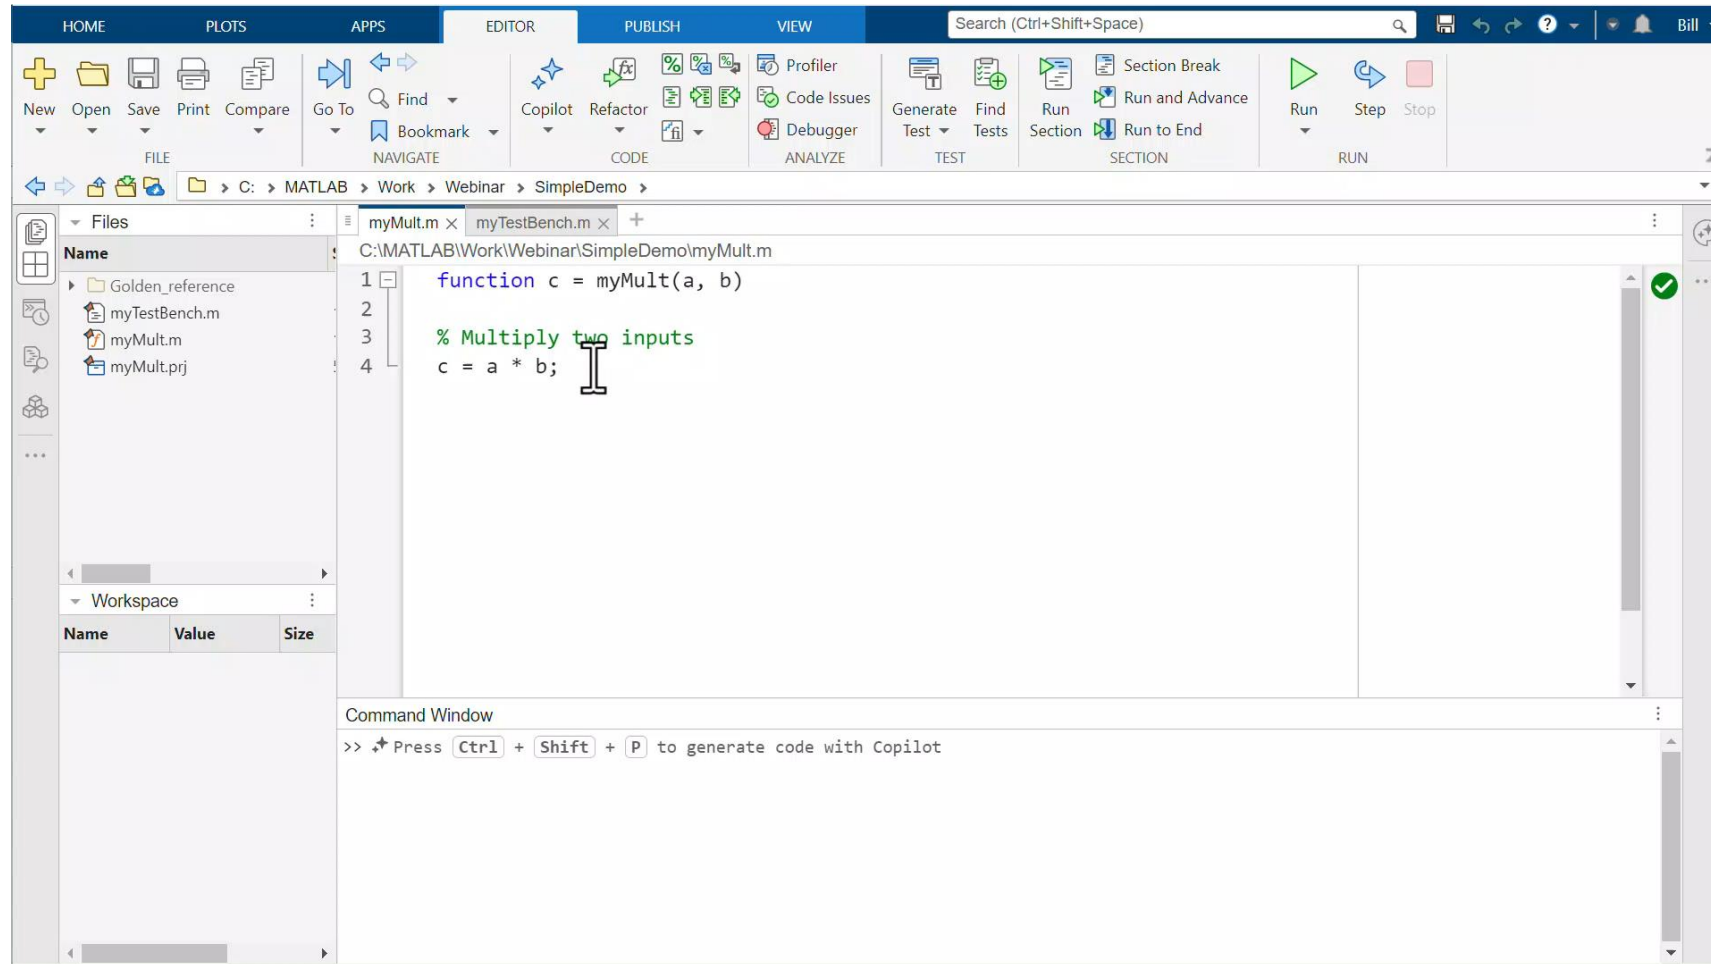 HOME PLOTS APPS EDITOR PUBLISH VIEW Search (Ctrl+Shift+Space) Bill
New Open Save Print Compare Go To Find Bookmark Copilot Refactor Profiler Code Issues Debugger Generate Test Find Tests Run Section Section Break Run and Advance Run to End Run Step Stop
FILE NAVIGATE CODE ANALYZE TEST SECTION RUN
C: MATLAB Work Webinar SimpleDemo
Files
Name
Golden_reference
myTestBench.m
myMult.m
myMult.prj
Workspace
Name Value Size
myMult.m myTestBench.m
C:\MATLAB\Work\Webinar\SimpleDemo\myMult.m
1 function c = myMult(a, b)
2
3 % Multiply two inputs
4 c = a * b;
Command Window
>> Press Ctrl + Shift + P to generate code with Copilot